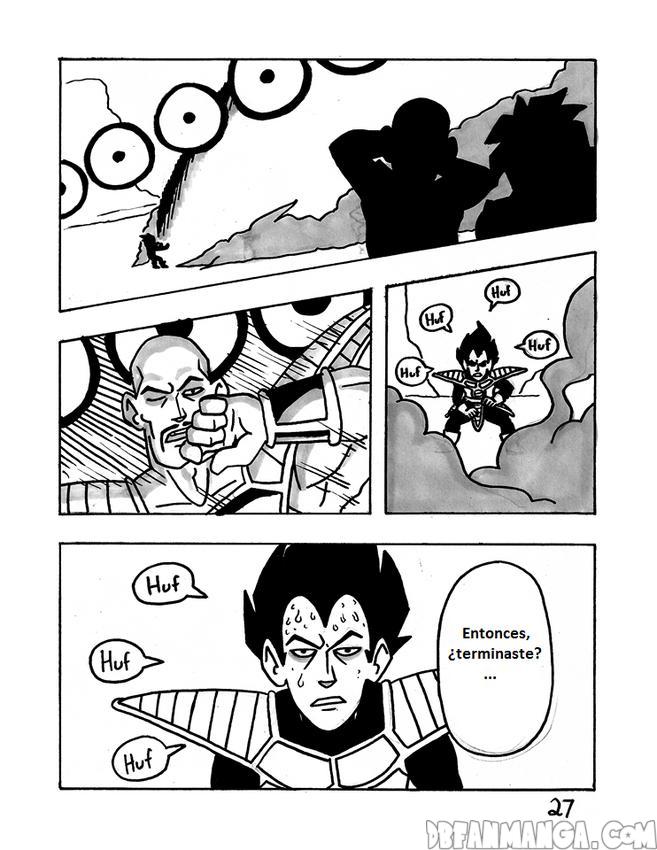 Huf
Huf
Huf
Huf
Huf
Huf
Huf
Entonces,
¿terminaste?
...
27
DBFANMANGA.COM